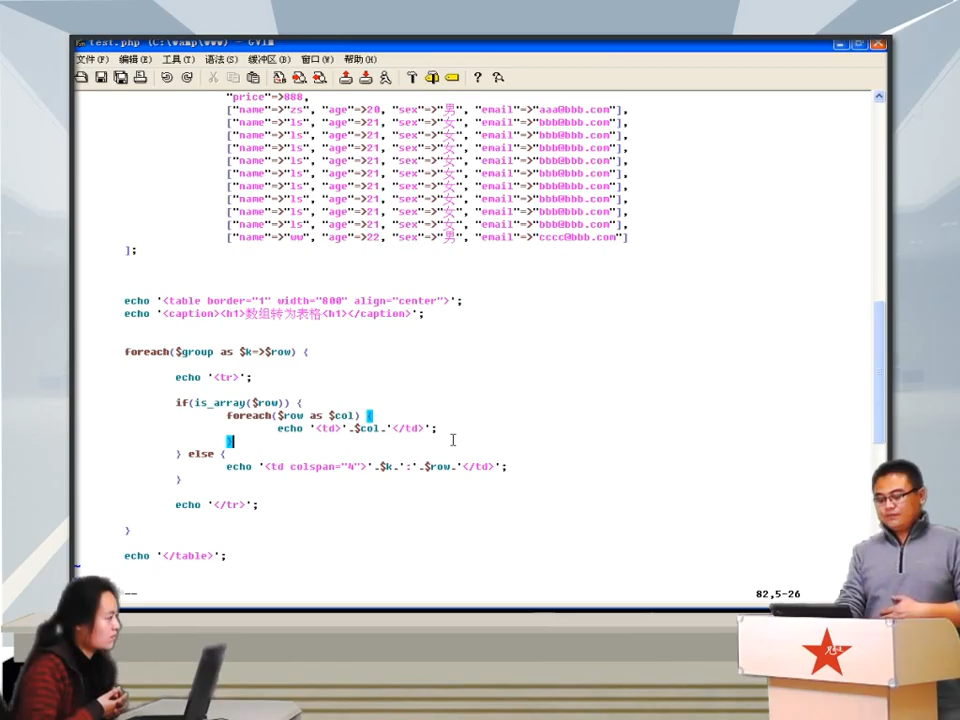 test.php (C:\wamp\www) - GVIM
文件(F) 编辑(E) 工具(T) 语法(S) 缓冲区(B) 窗口(W) 帮助(H)
"price"=>888,
["name"=>"zs", "age"=>20, "sex"=>"男", "email"=>"aaa@bbb.com"],
["name"=>"ls", "age"=>21, "sex"=>"女", "email"=>"bbb@bbb.com"],
["name"=>"ls", "age"=>21, "sex"=>"女", "email"=>"bbb@bbb.com"],
["name"=>"ls", "age"=>21, "sex"=>"女", "email"=>"bbb@bbb.com"],
["name"=>"ls", "age"=>21, "sex"=>"女", "email"=>"bbb@bbb.com"],
["name"=>"ls", "age"=>21, "sex"=>"女", "email"=>"bbb@bbb.com"],
["name"=>"ls", "age"=>21, "sex"=>"女", "email"=>"bbb@bbb.com"],
["name"=>"ls", "age"=>21, "sex"=>"女", "email"=>"bbb@bbb.com"],
["name"=>"ls", "age"=>21, "sex"=>"女", "email"=>"bbb@bbb.com"],
["name"=>"ls", "age"=>21, "sex"=>"女", "email"=>"bbb@bbb.com"],
["name"=>"ww", "age"=>22, "sex"=>"男", "email"=>"cccc@bbb.com"]
];
echo '<table border="1" width="800" align="center">';
echo '<caption><h1>数组转为表格<h1></caption>';
foreach($group as $k=>$row) {
echo '<tr>';
if(is_array($row)) {
foreach($row as $col) {
echo '<td>'.$col.'</td>';
}
} else {
echo '<td colspan="4">'.$k.':'.$row.'</td>';
}
echo '</tr>';
}
echo '</table>';
~
--
82,5-26